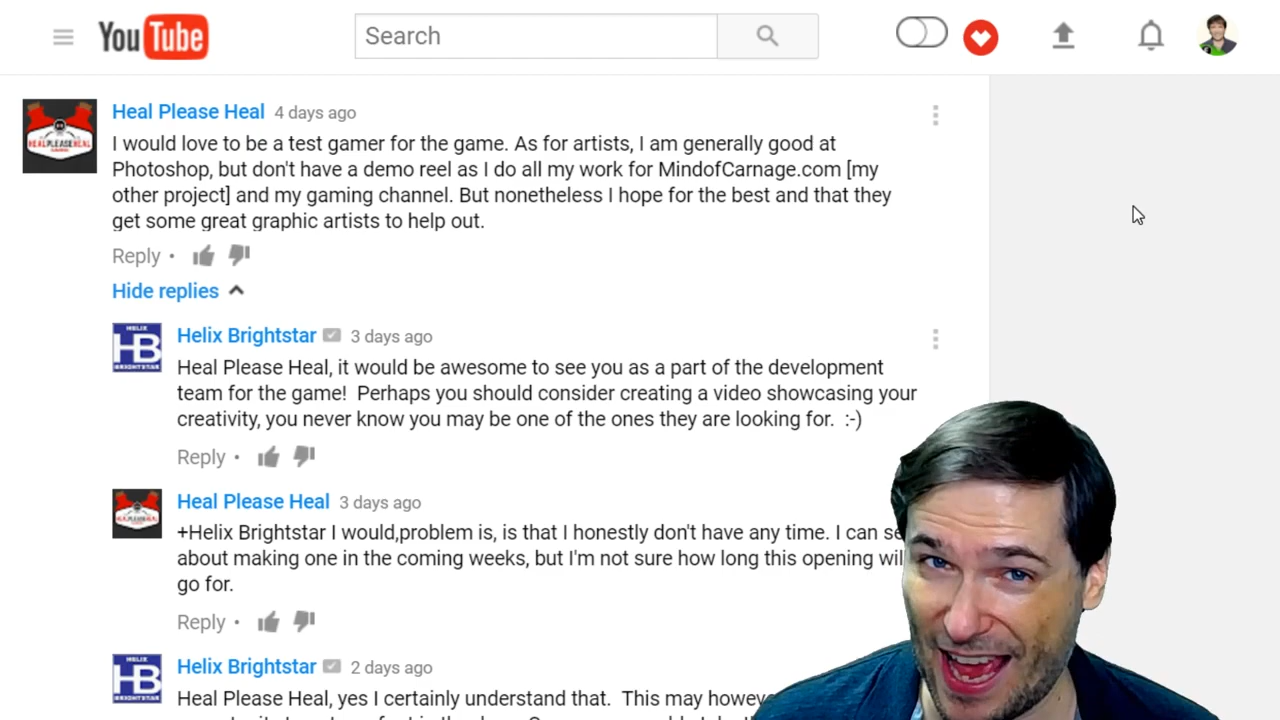 YouTube
Search
Heal Please Heal 4 days ago
I would love to be a test gamer for the game. As for artists, I am generally good at
Photoshop, but don't have a demo reel as I do all my work for MindofCarnage.com [my
other project] and my gaming channel. But nonetheless I hope for the best and that they
get some great graphic artists to help out.
Reply •
Hide replies
HEALPLEASEHEAL
Helix Brightstar 3 days ago
HELIX
HB
BRIGHTSTAR
Heal Please Heal, it would be awesome to see you as a part of the development
team for the game!  Perhaps you should consider creating a video showcasing your
creativity, you never know you may be one of the ones they are looking for.  :-)
Reply •
Heal Please Heal 3 days ago
+Helix Brightstar I would,problem is, is that I honestly don't have any time. I can
about making one in the coming weeks, but I'm not sure how long this opening
go for.
Reply •
Helix Brightstar 2 days ago
HELIX
HB
BRIGHTSTAR
Heal Please Heal, yes I certainly understand that.  This may